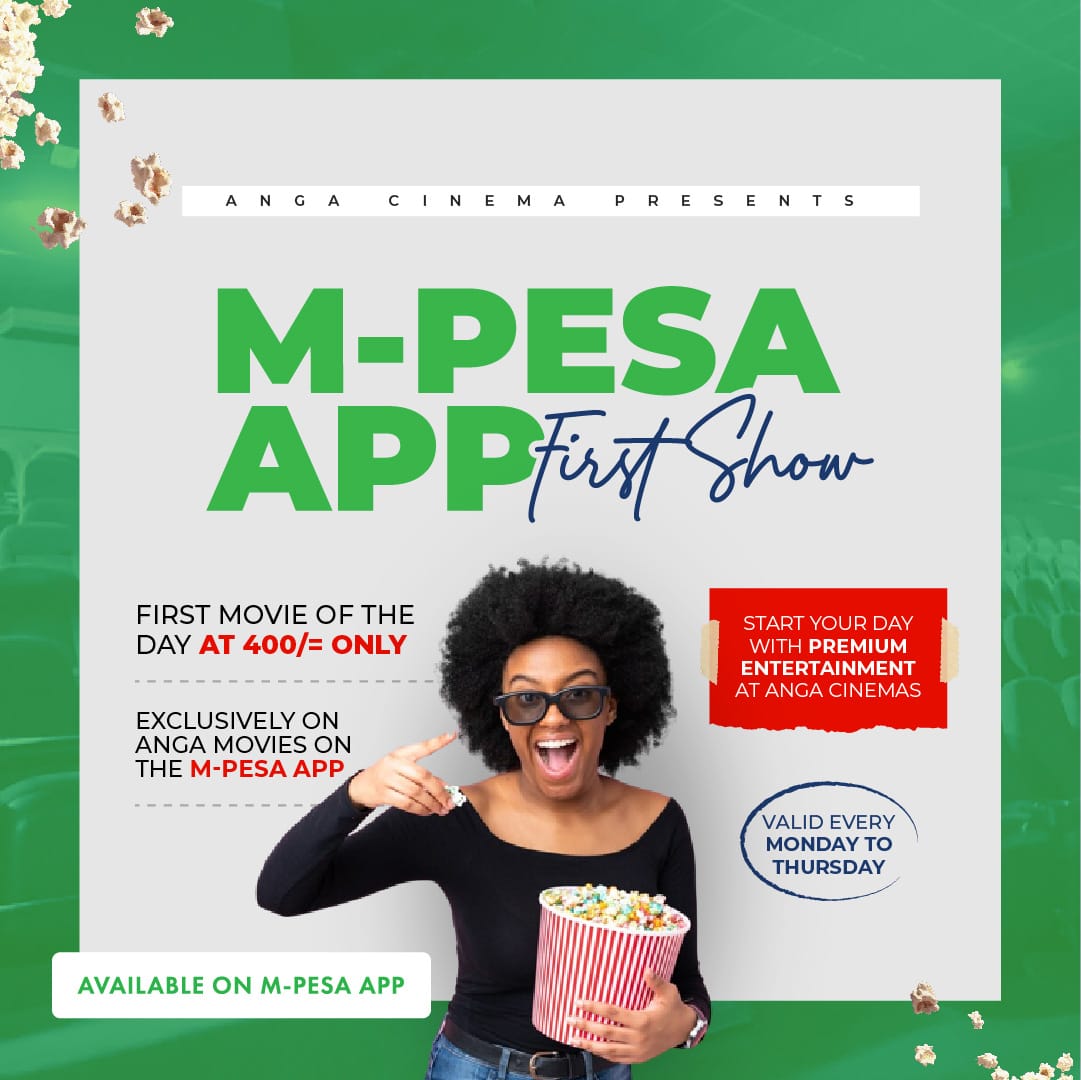 ANGA CINEMA PRESENTS
M-PESA
APP First Show
FIRST MOVIE OF THE
DAY AT 400/= ONLY
EXCLUSIVELY ON
ANGA MOVIES ON
THE M-PESA APP
START YOUR DAY
WITH PREMIUM
ENTERTAINMENT
AT ANGA CINEMAS
VALID EVERY
MONDAY TO
THURSDAY
AVAILABLE ON M-PESA APP